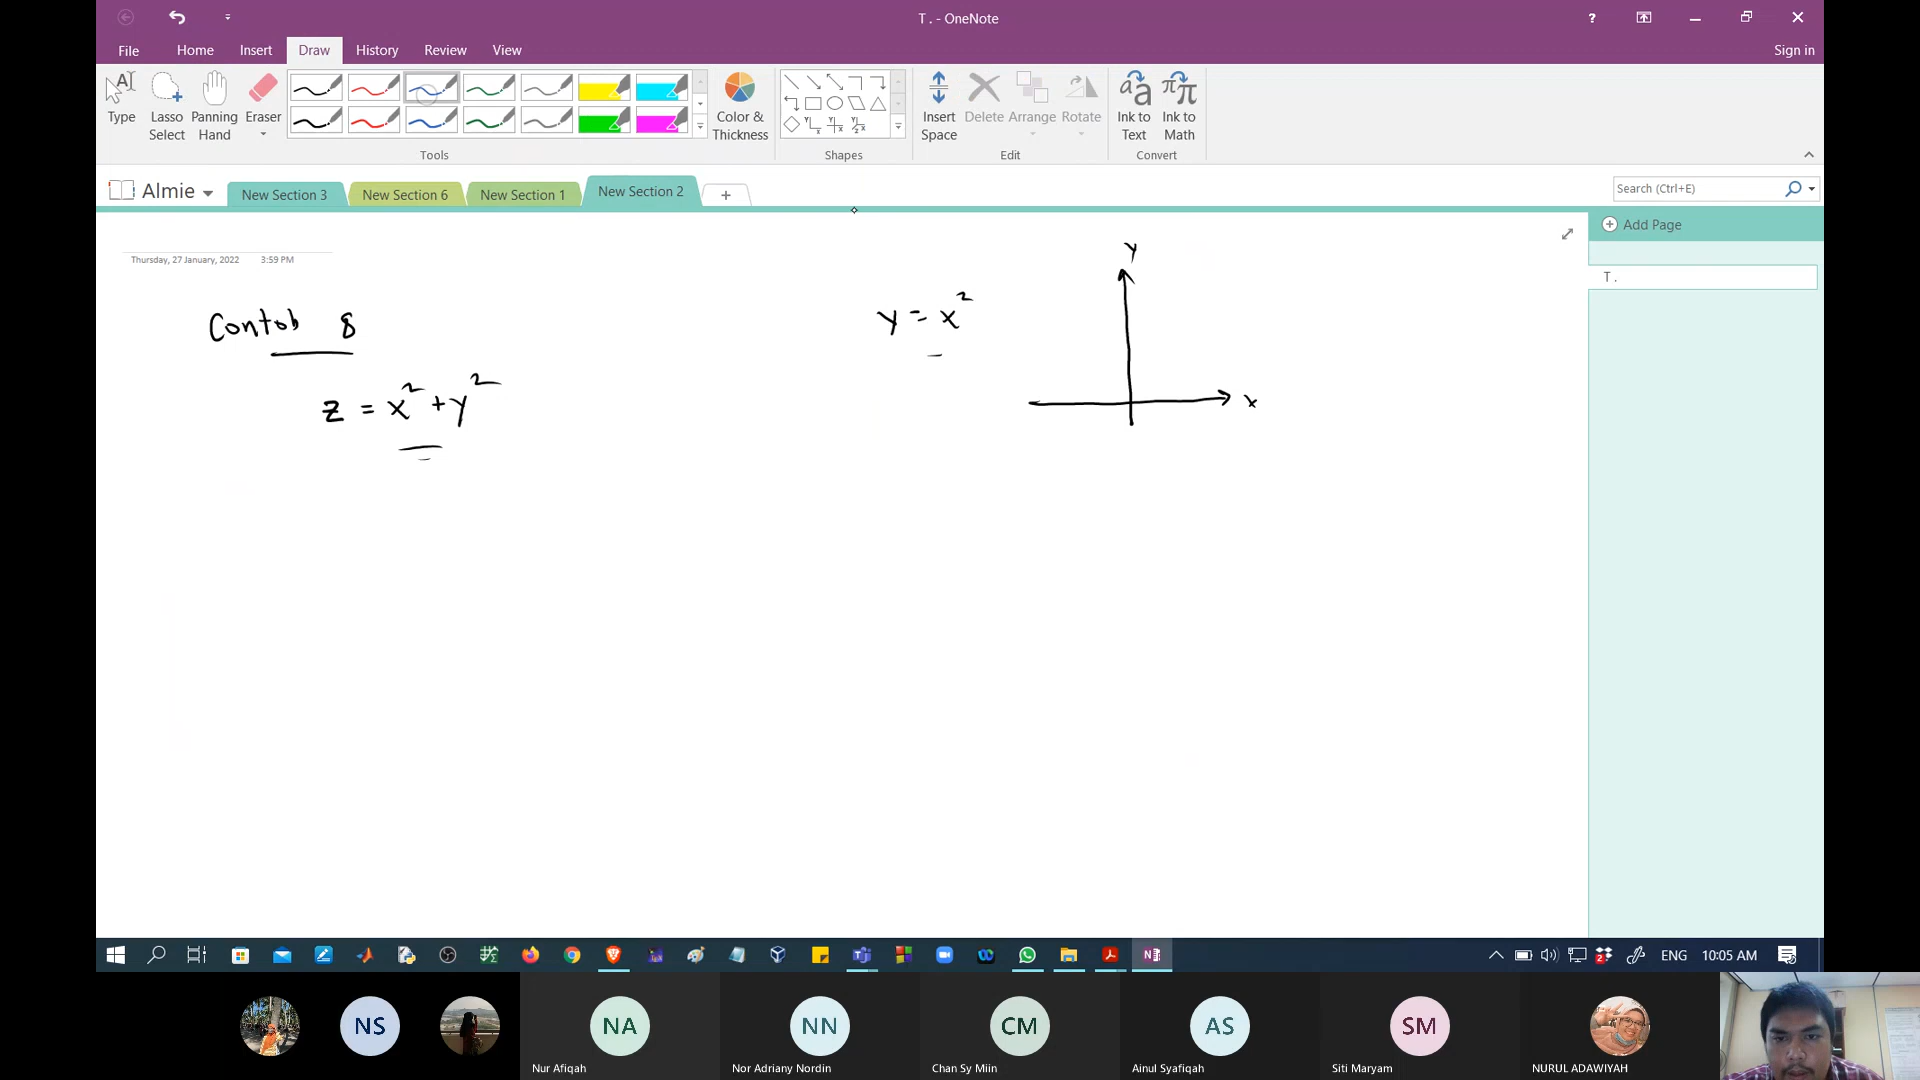 T . - OneNote
?
Sign in
File Home Insert Draw History Review View
Type
Lasso Select
Panning Hand
Eraser
Color & Thickness
Insert Space
Delete
Arrange
Rotate
Ink to Text
Ink to Math
Tools
Shapes
Edit
Convert
Almie
New Section 3
New Section 6
New Section 1
New Section 2
+
Search (Ctrl+E)
Add Page
T .
Thursday, 27 January, 2022 3:59 PM
Contoh 8
z = x² + y²
y = x²
y
x
ENG 10:05 AM
NS
NA
NN
CM
AS
SM
Nur Afiqah
Nor Adriany Nordin
Chan Sy Miin
Ainul Syafiqah
Siti Maryam
NURUL ADAWIYAH